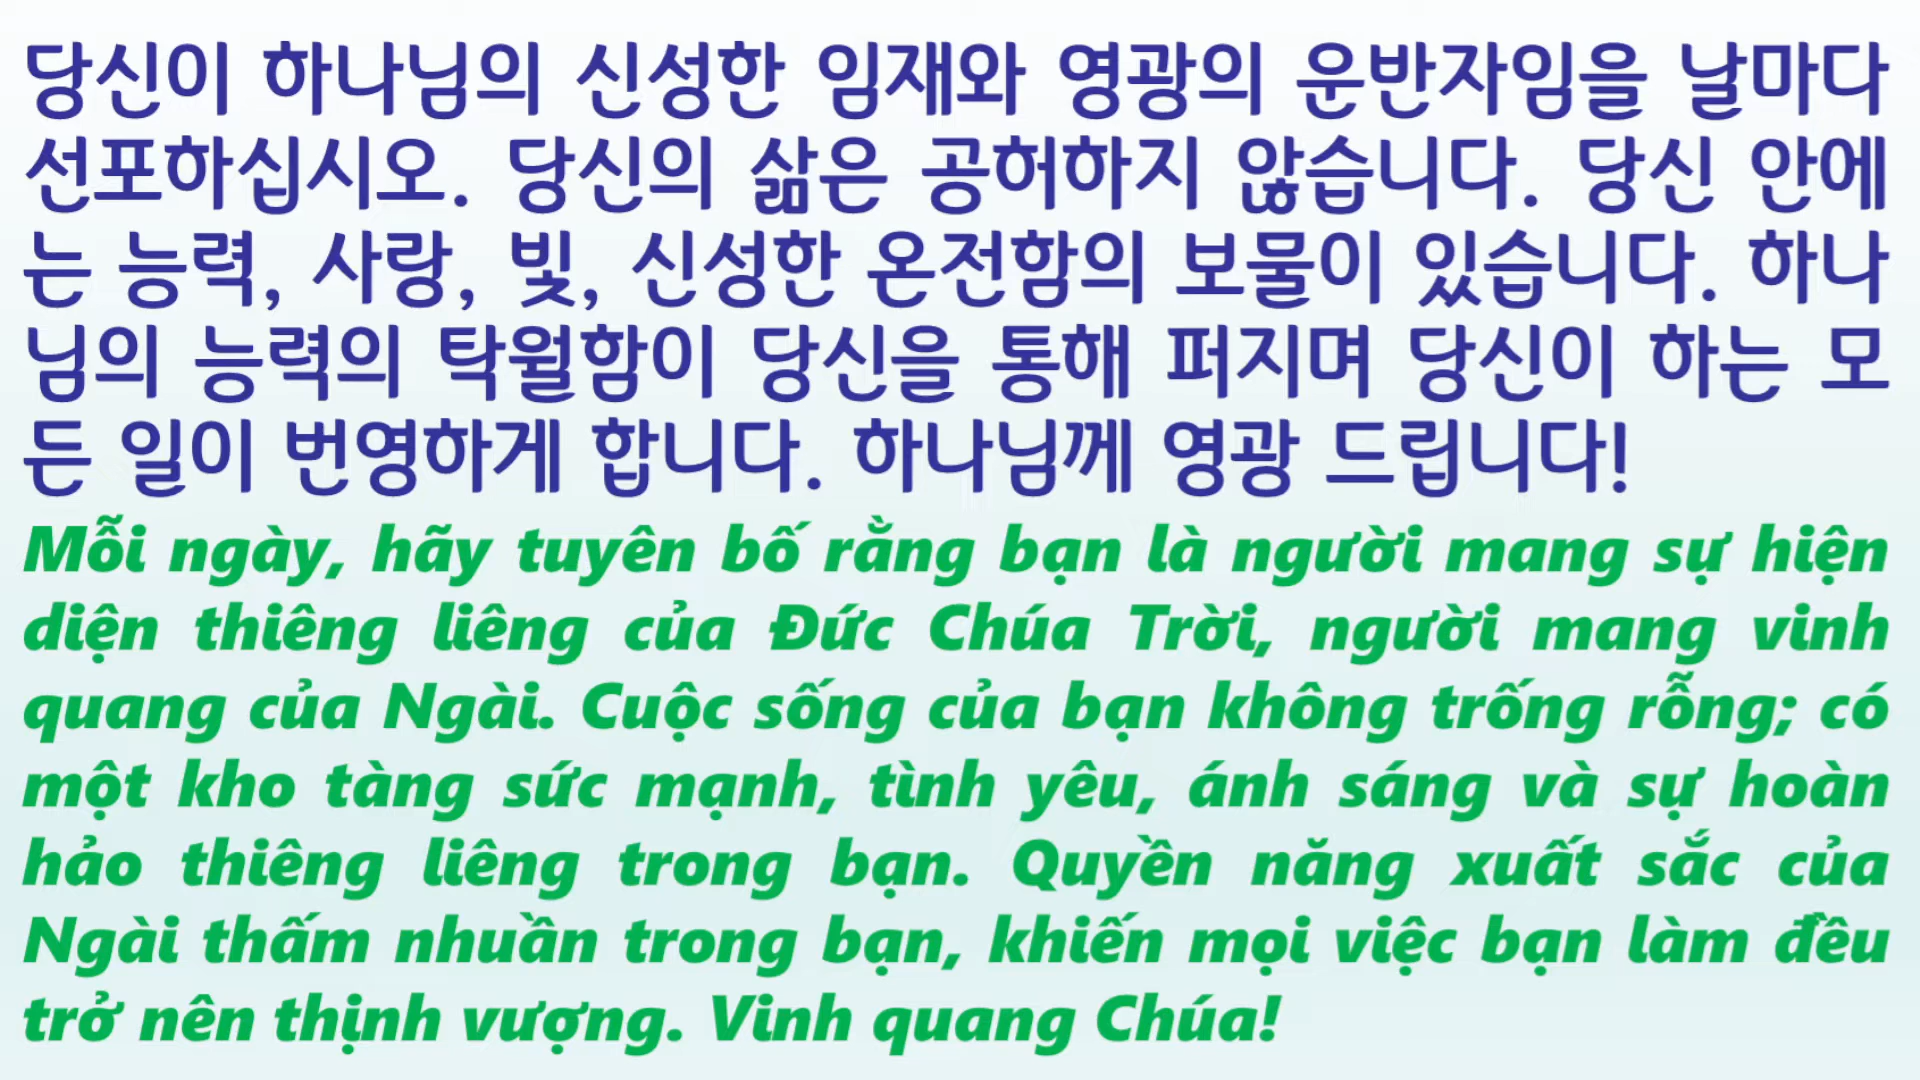 당신이 하나님의 신성한 임재와 영광의 운반자임을 날마다
선포하십시오. 당신의 삶은 공허하지 않습니다. 당신 안에
는 능력, 사랑, 빛, 신성한 온전함의 보물이 있습니다. 하나
님의 능력의 탁월함이 당신을 통해 퍼지며 당신이 하는 모
든 일이 번영하게 합니다. 하나님께 영광 드립니다!
Mỗi ngày, hãy tuyên bố rằng bạn là người mang sự hiện
diện thiêng liêng của Đức Chúa Trời, người mang vinh
quang của Ngài. Cuộc sống của bạn không trống rỗng; có
một kho tàng sức mạnh, tình yêu, ánh sáng và sự hoàn
hảo thiêng liêng trong bạn. Quyền năng xuất sắc của
Ngài thấm nhuần trong bạn, khiến mọi việc bạn làm đều
trở nên thịnh vượng. Vinh quang Chúa!